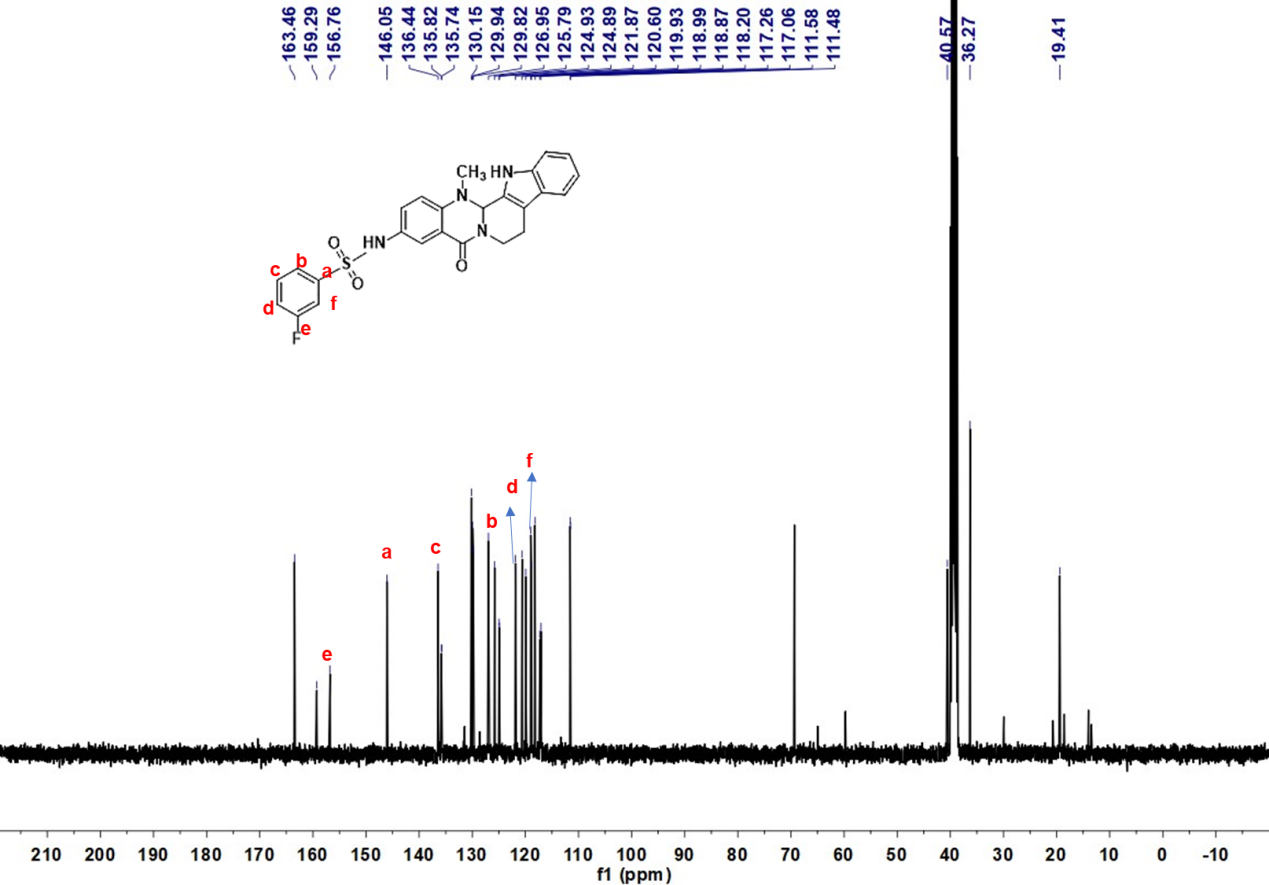 163.46
159.29
156.76
146.05
136.44
135.82
135.74
130.15
129.94
129.82
126.95
125.79
124.93
124.89
121.87
120.60
119.93
118.99
118.87
118.20
117.26
117.06
111.58
111.48
40.57
36.27
19.41
CH3 HN
N
N
O
HN
O
S
O
F
a
b
c
d
e
f
f
d
b
c
a
e
210 200 190 180 170 160 150 140 130 120 110 100 90 80 70 60 50 40 30 20 10 0 -10
f1 (ppm)